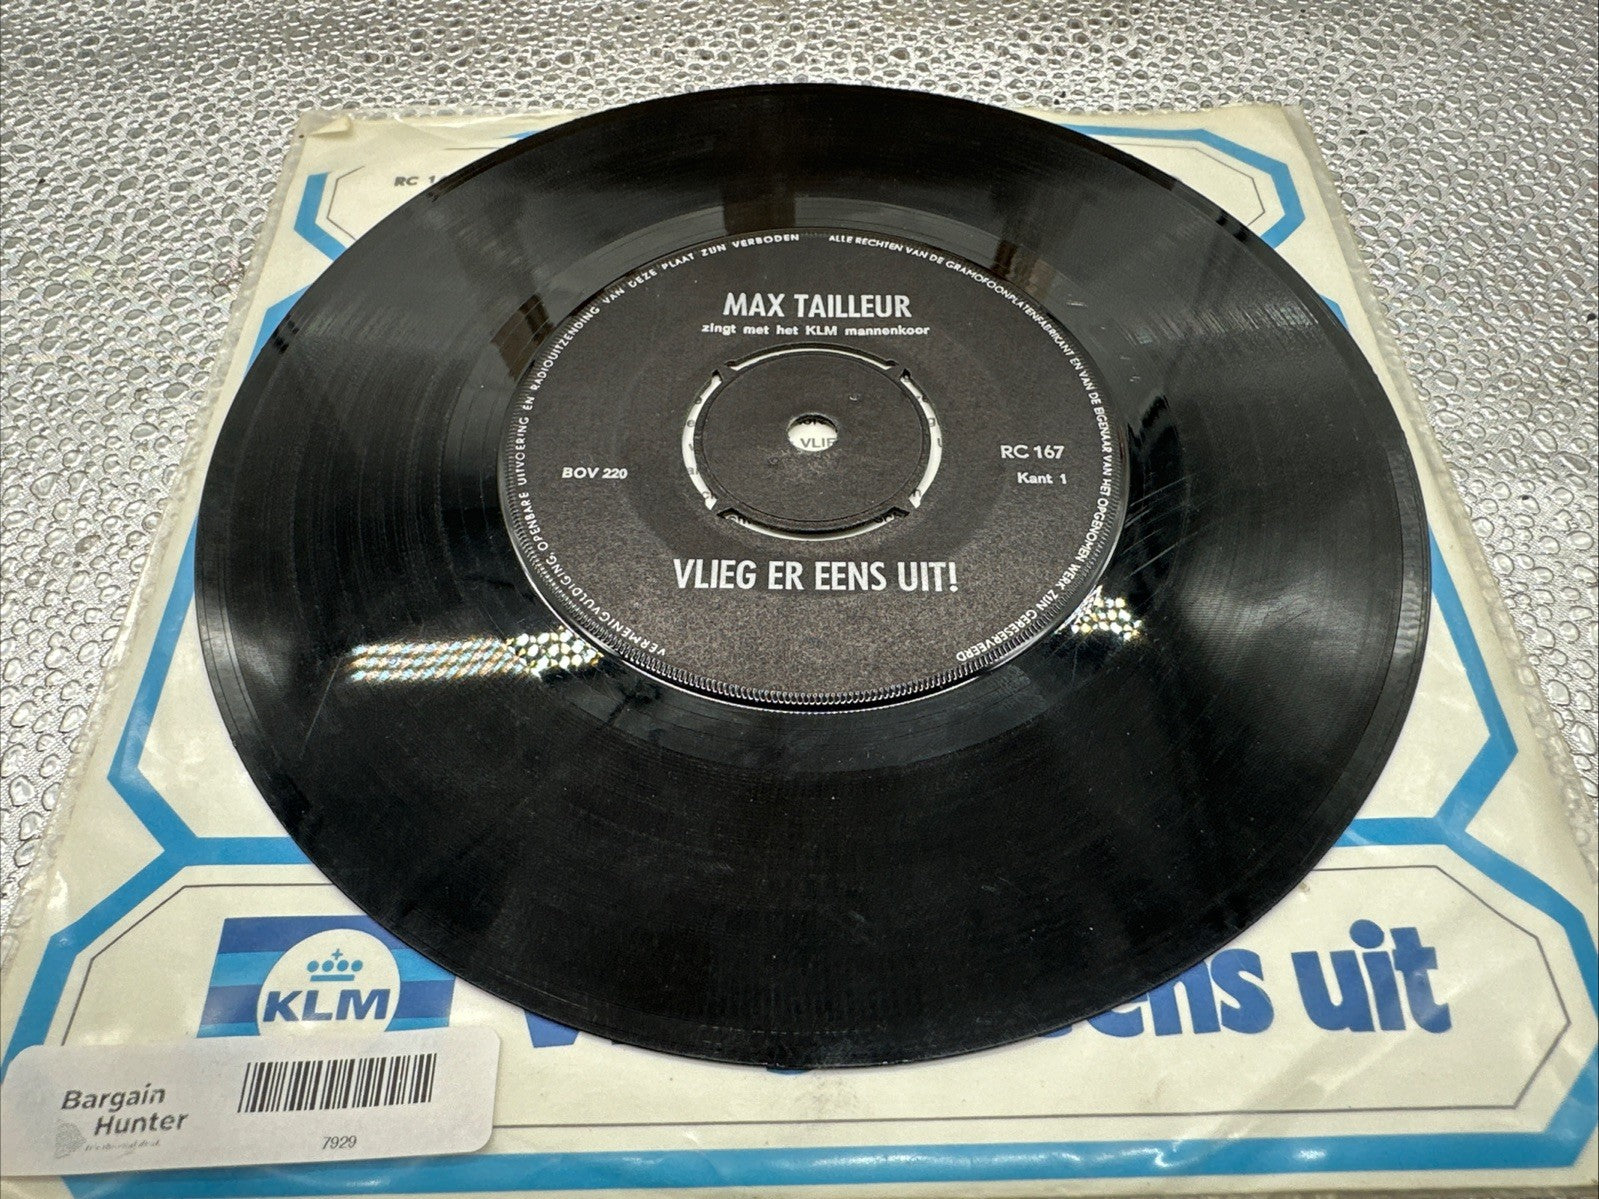 RC 1
VERMENIGVULDIGING, OPENBARE UITVOERING EN RADIOUITZENDING VAN DEZE PLAAT ZIJN VERBODEN
ALLE RECHTEN VAN DE GRAMOFOONPLATENFABRIKANT EN VAN DE EIGENAAR VAN HET OPGENOMEN WERK ZIJN GERESERVEERD
MAX TAILLEUR
zingt met het KLM mannenkoor
VLIE
RC 167
BOV 220
Kant 1
VLIEG ER EENS UIT!
KLM
ens uit
Bargain
Hunter
7929